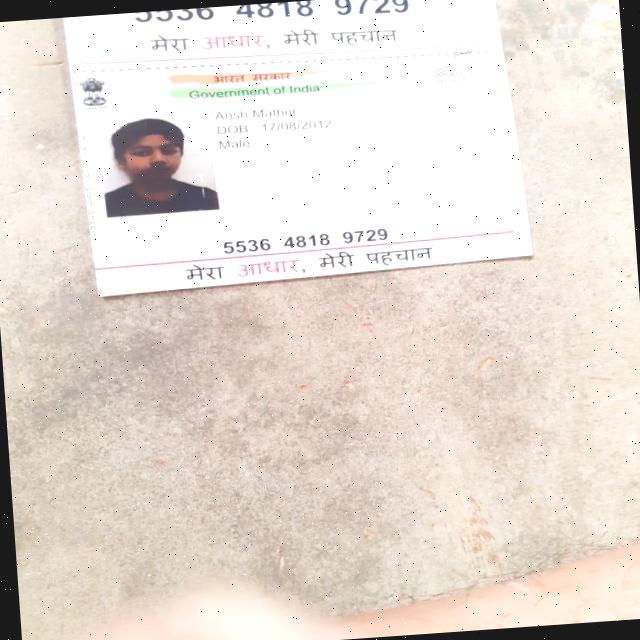 5536 4818 9729
मेरा आधार, मेरी पहचान
भारत सरकार
Government of India
Ansh Mathur
DOB 17/08/2012
Male
5536 4818 9729
मेरा आधार, मेरी पहचान